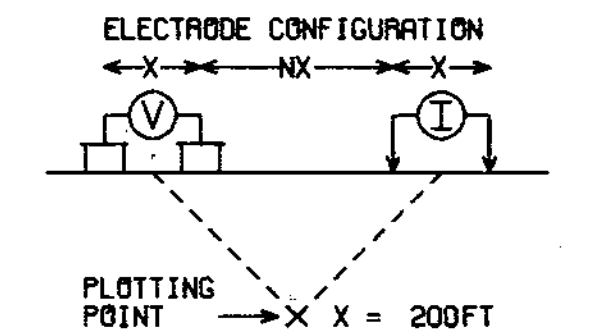 ELECTRODE CONFIGURATION
X NX X
V I
PLOTTING
POINT X X = 200FT